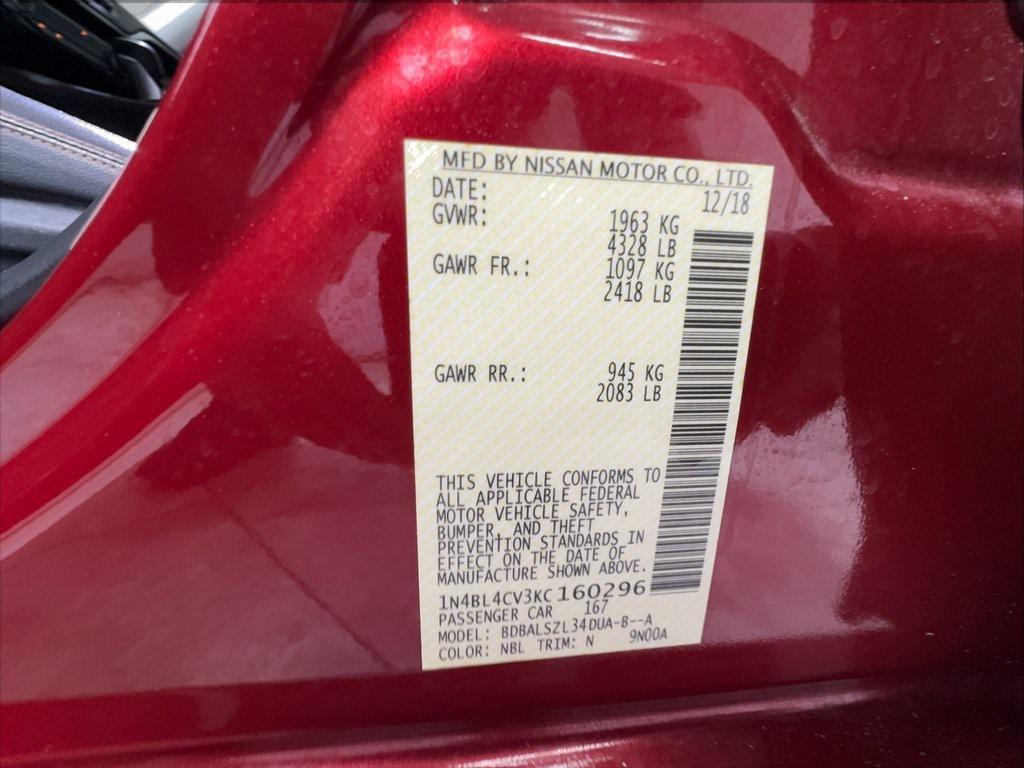 MFD BY NISSAN MOTOR CO., LTD.
DATE: 12/18
GVWR: 1963 KG
4328 LB
GAWR FR.: 1097 KG
2418 LB
GAWR RR.: 945 KG
2083 LB
THIS VEHICLE CONFORMS TO
ALL APPLICABLE FEDERAL
MOTOR VEHICLE SAFETY,
BUMPER, AND THEFT
PREVENTION STANDARDS IN
EFFECT ON THE DATE OF
MANUFACTURE SHOWN ABOVE.
1N4BL4CV3KC160296
PASSENGER CAR 167
MODEL: BDBALSZL34DUA-B--A
COLOR: NBL TRIM: N 9N00A